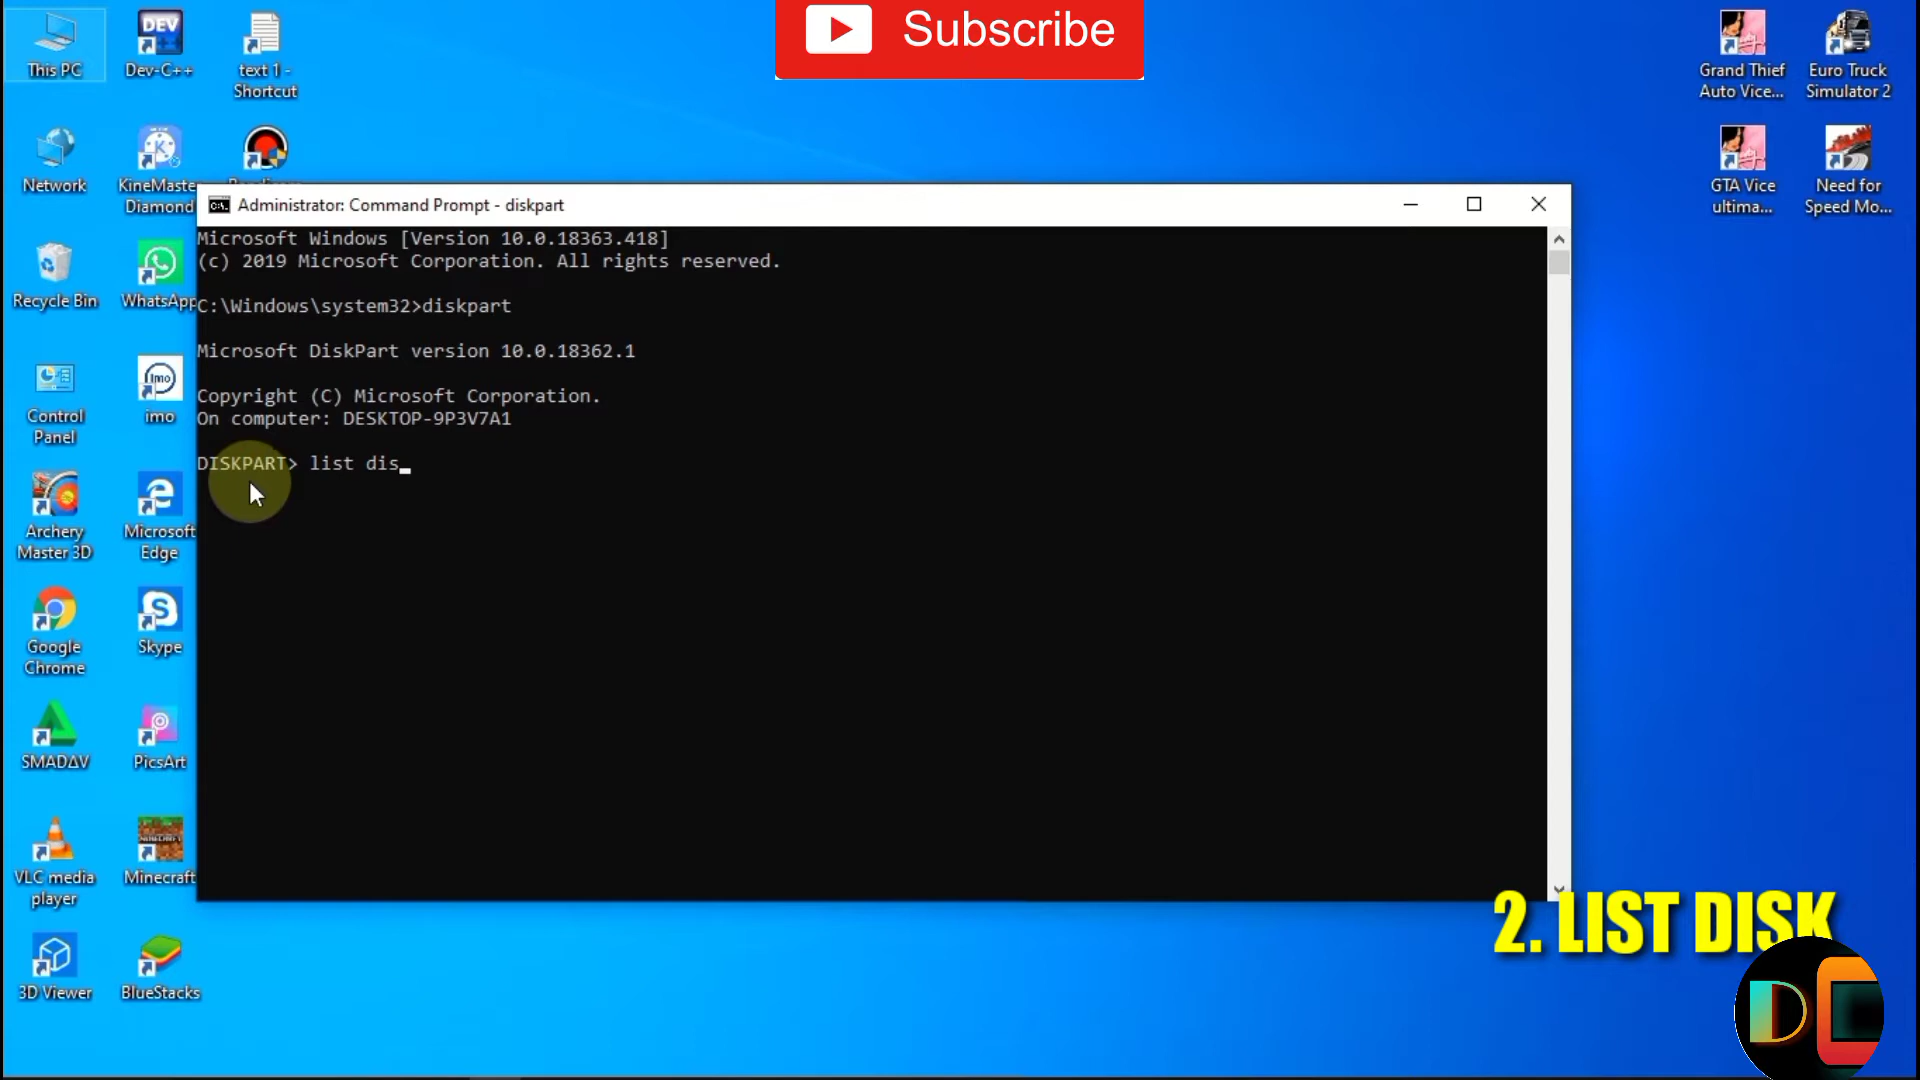 Subscribe
This PC
Dev-C++
text 1 -
Shortcut
Grand Thief
Auto Vice...
Euro Truck
Simulator 2
Network
KineMaster
Diamond
GTA Vice
ultima...
Need for
Speed Mo...
Administrator: Command Prompt - diskpart
Microsoft Windows [Version 10.0.18363.418]
(c) 2019 Microsoft Corporation. All rights reserved.
C:\Windows\system32>diskpart
Microsoft DiskPart version 10.0.18362.1
Copyright (C) Microsoft Corporation.
On computer: DESKTOP-9P3V7A1
DISKPART> list dis_
Recycle Bin
WhatsApp
Control
Panel
imo
imo
Archery
Master 3D
Microsoft
Edge
Google
Chrome
Skype
SMADAV
PicsArt
VLC media
player
Minecraft
3D Viewer
BlueStacks
2. LIST DISK
DC